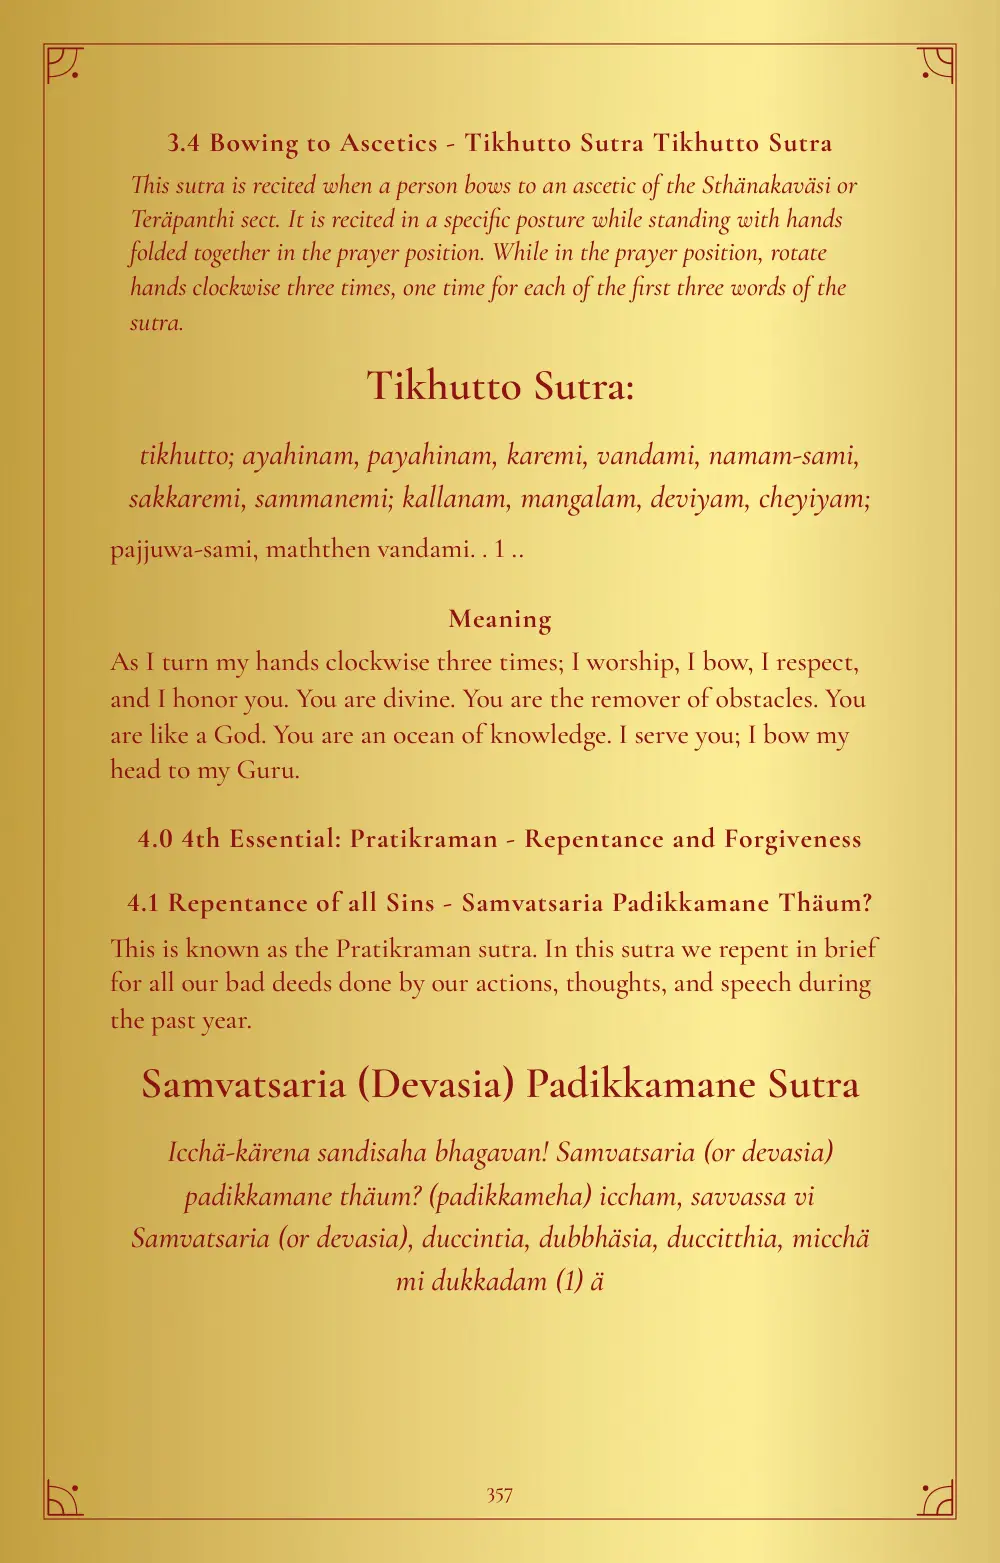 3.4 Bowing to Ascetics - Tikhutto Sutra Tikhutto Sutra
This sutra is recited when a person bows to an ascetic of the Sthänakaväsi or
Teräpanthi sect. It is recited in a specific posture while standing with hands
folded together in the prayer position. While in the prayer position, rotate
hands clockwise three times, one time for each of the first three words of the
sutra.
Tikhutto Sutra:
tikhutto; ayahinam, payahinam, karemi, vandami, namam-sami,
sakkaremi, sammanemi; kallanam, mangalam, deviyam, cheyiyam;
pajjuwa-sami, maththen vandami. . 1 ..
Meaning
As I turn my hands clockwise three times; I worship, I bow, I respect,
and I honor you. You are divine. You are the remover of obstacles. You
are like a God. You are an ocean of knowledge. I serve you; I bow my
head to my Guru.
4.0 4th Essential: Pratikraman - Repentance and Forgiveness
4.1 Repentance of all Sins - Samvatsaria Padikkamane Thäum?
This is known as the Pratikraman sutra. In this sutra we repent in brief
for all our bad deeds done by our actions, thoughts, and speech during
the past year.
Samvatsaria (Devasia) Padikkamane Sutra
Icchä-kärena sandisaha bhagavan! Samvatsaria (or devasia)
padikkamane thäum? (padikkameha) iccham, savvassa vi
Samvatsaria (or devasia), duccintia, dubbhäsia, duccitthia, micchä
mi dukkadam (1) ä
357